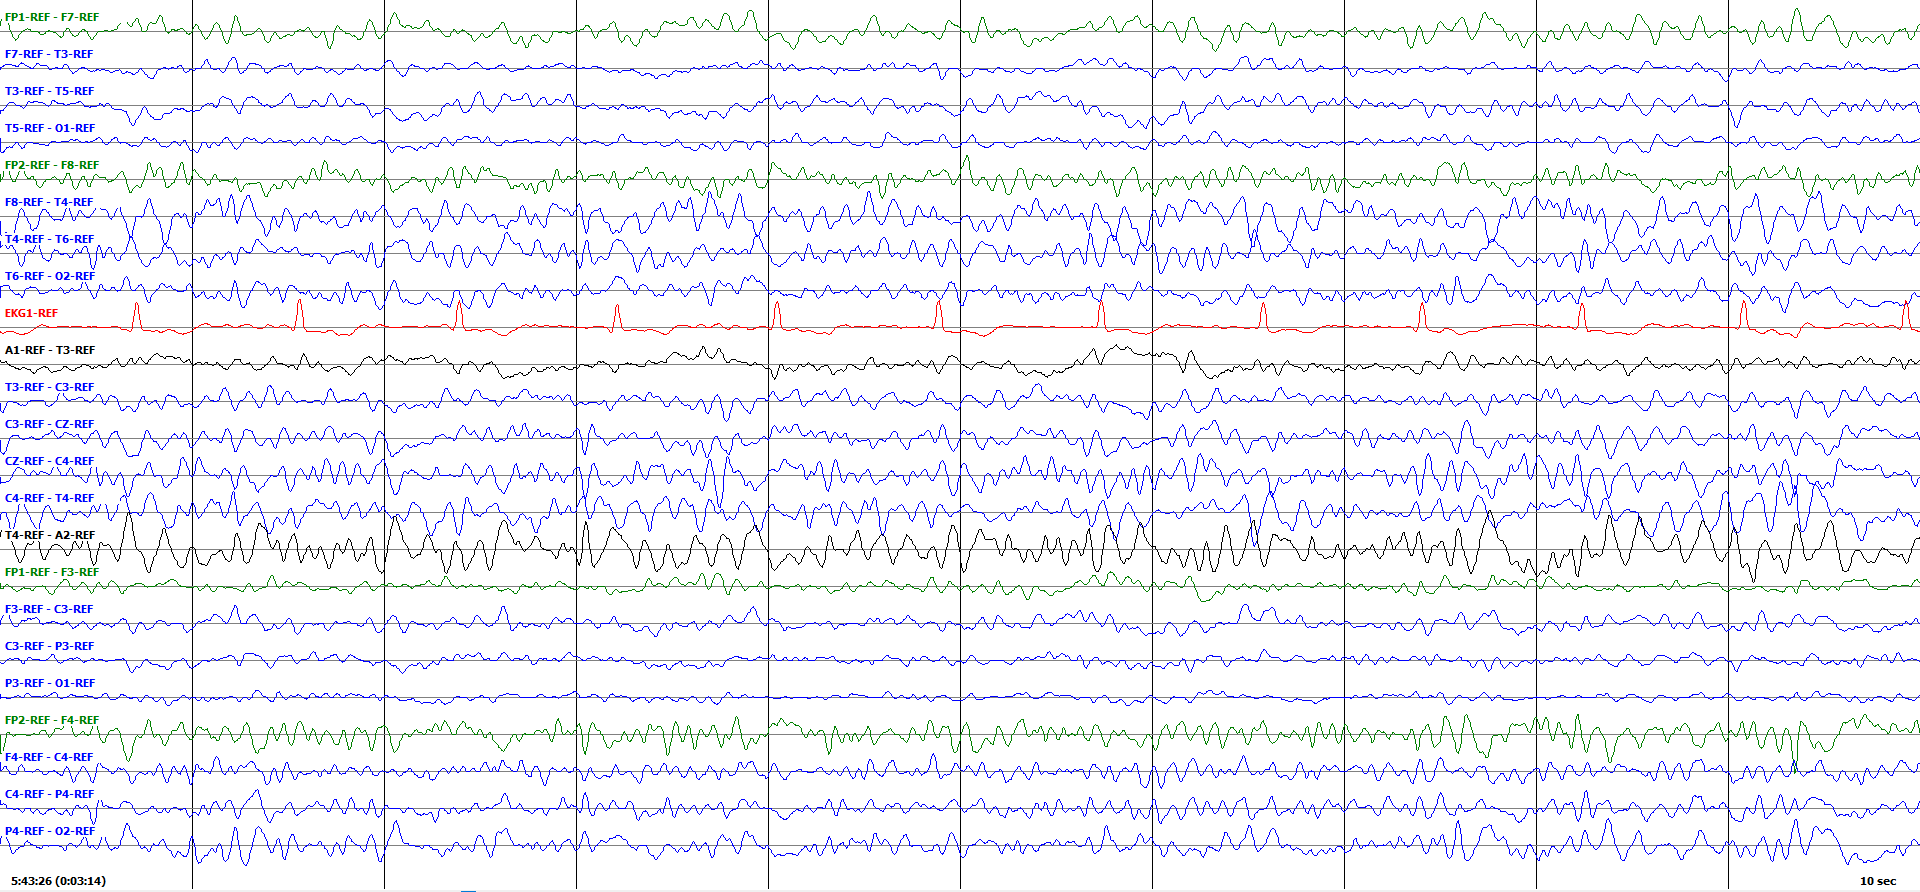 FP1-REF - F7-REF
F7-REF - T3-REF
T3-REF - T5-REF
T5-REF - O1-REF
FP2-REF - F8-REF
F8-REF - T4-REF
T4-REF - T6-REF
T6-REF - O2-REF
EKG1-REF
A1-REF - T3-REF
T3-REF - C3-REF
C3-REF - CZ-REF
CZ-REF - C4-REF
C4-REF - T4-REF
T4-REF - A2-REF
FP1-REF - F3-REF
F3-REF - C3-REF
C3-REF - P3-REF
P3-REF - O1-REF
FP2-REF - F4-REF
F4-REF - C4-REF
C4-REF - P4-REF
P4-REF - O2-REF
5:43:26 (0:03:14) 10 sec